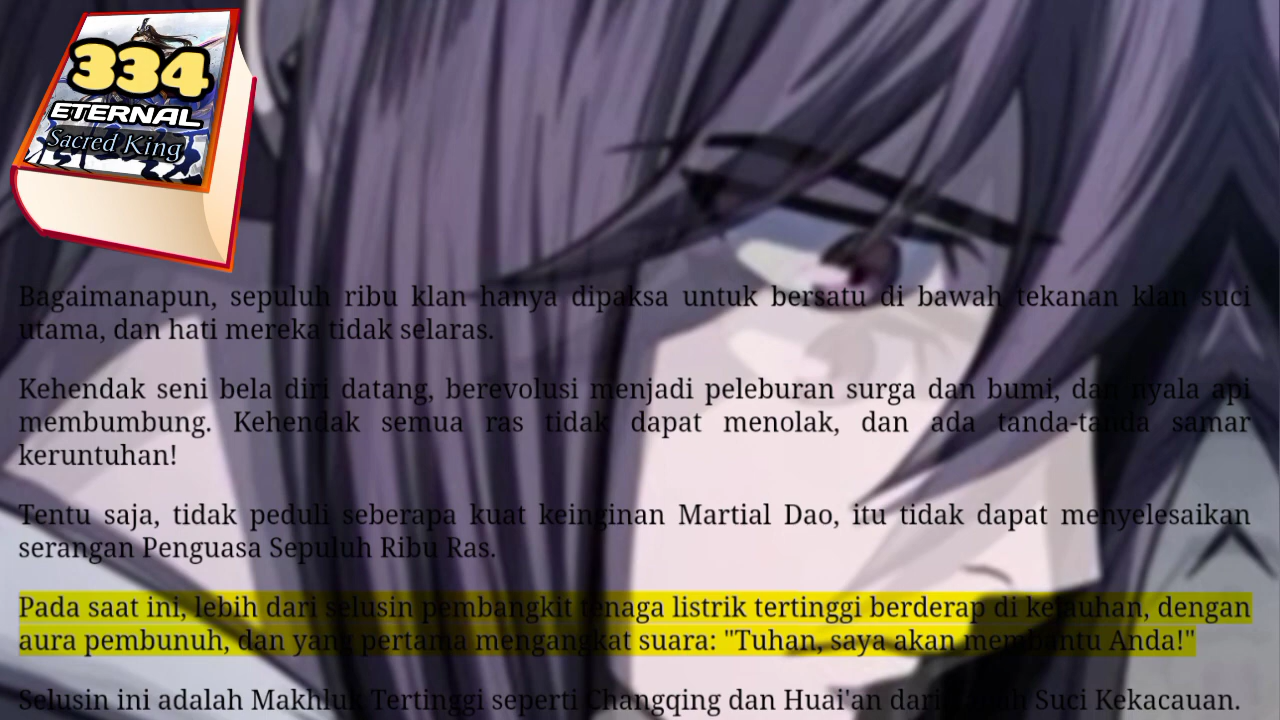 334
ETERNAL
Sacred King
Bagaimanapun, sepuluh ribu klan hanya dipaksa untuk bersatu di bawah tekanan klan suci
utama, dan hati mereka tidak selaras.
Kehendak seni bela diri datang, berevolusi menjadi peleburan surga dan bumi, dan nyala api
membumbung. Kehendak semua ras tidak dapat menolak, dan ada tanda-tanda samar
keruntuhan!
Tentu saja, tidak peduli seberapa kuat keinginan Martial Dao, itu tidak dapat menyelesaikan
serangan Penguasa Sepuluh Ribu Ras.
Pada saat ini, lebih dari selusin pembangkit tenaga listrik tertinggi berderap di kejauhan, dengan
aura pembunuh, dan yang pertama mengangkat suara: "Tuhan, saya akan membantu Anda!"
Selusin ini adalah Makhluk Tertinggi seperti Changqing dan Huai'an dari Tanah Suci Kekacauan.